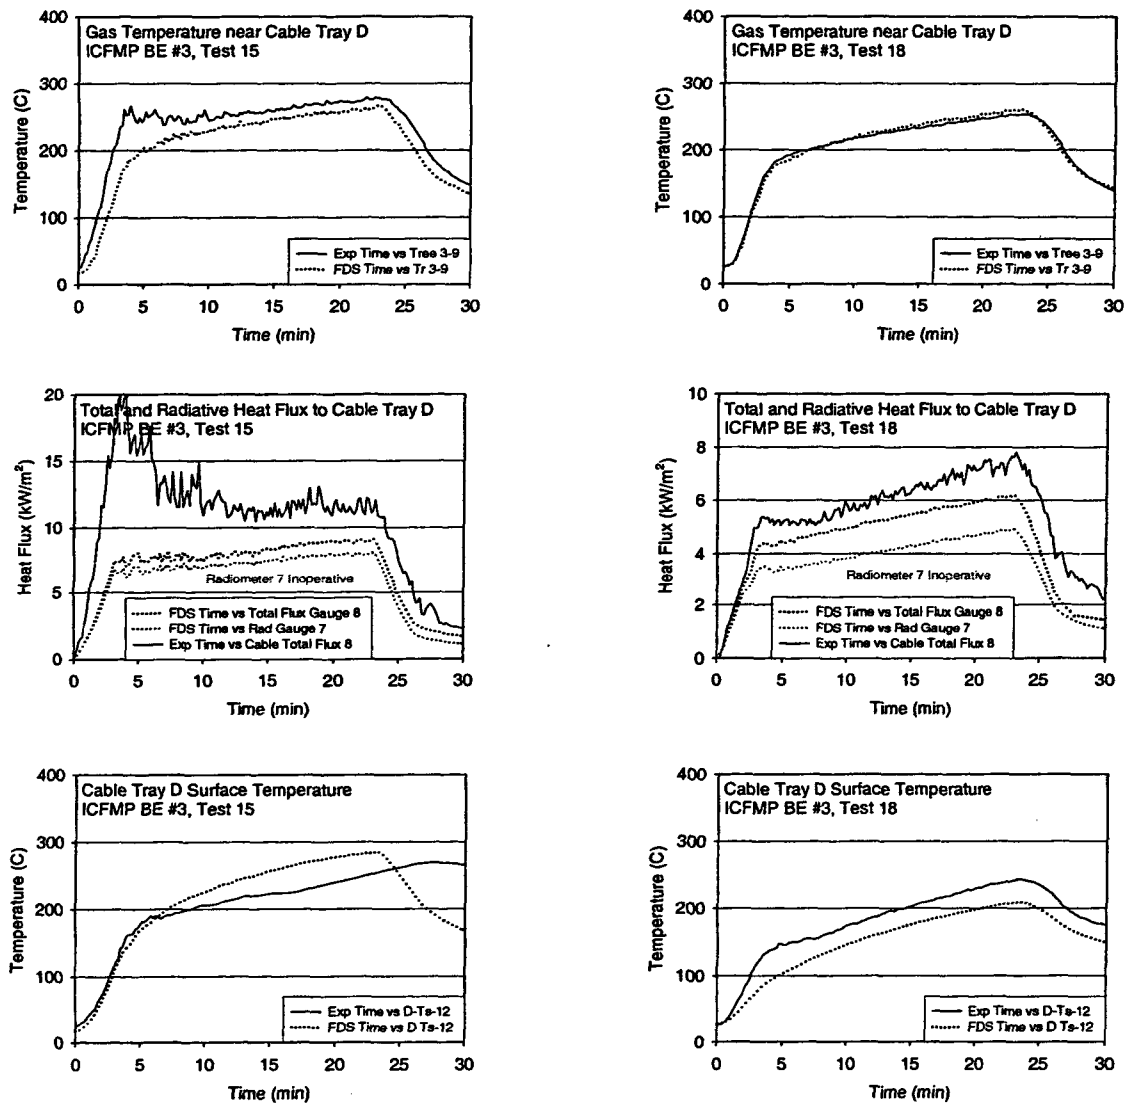 Gas Temperature near Cable Tray D
ICFMP BE #3, Test 15
Temperature (C)
400
300
200
100
0
Exp Time vs Tree 3-9
FDS Time vs Tr 3-9
0 5 10 15 20 25 30
Time (min)
Gas Temperature near Cable Tray D
ICFMP BE #3, Test 18
Temperature (C)
400
300
200
100
0
Exp Time vs Tree 3-9
FDS Time vs Tr 3-9
0 5 10 15 20 25 30
Time (min)
Total and Radiative Heat Flux to Cable Tray D
ICFMP BE #3, Test 15
Heat Flux (kW/m²)
20
15
10
5
0
Radiometer 7 Inoperative
FDS Time vs Total Flux Gauge 8
FDS Time vs Rad Gauge 7
Exp Time vs Cable Total Flux 8
0 5 10 15 20 25 30
Time (min)
Total and Radiative Heat Flux to Cable Tray D
ICFMP BE #3, Test 18
Heat Flux (kW/m²)
10
8
6
4
2
0
Radiometer 7 Inoperative
FDS Time vs Total Flux Gauge 8
FDS Time vs Rad Gauge 7
Exp Time vs Cable Total Flux 8
0 5 10 15 20 25 30
Time (min)
Cable Tray D Surface Temperature
ICFMP BE #3, Test 15
Temperature (C)
400
300
200
100
0
Exp Time vs D-Ts-12
FDS Time vs D Ts-12
0 5 10 15 20 25 30
Time (min)
Cable Tray D Surface Temperature
ICFMP BE #3, Test 18
Temperature (C)
400
300
200
100
0
Exp Time vs D-Ts-12
FDS Time vs D Ts-12
0 5 10 15 20 25 30
Time (min)